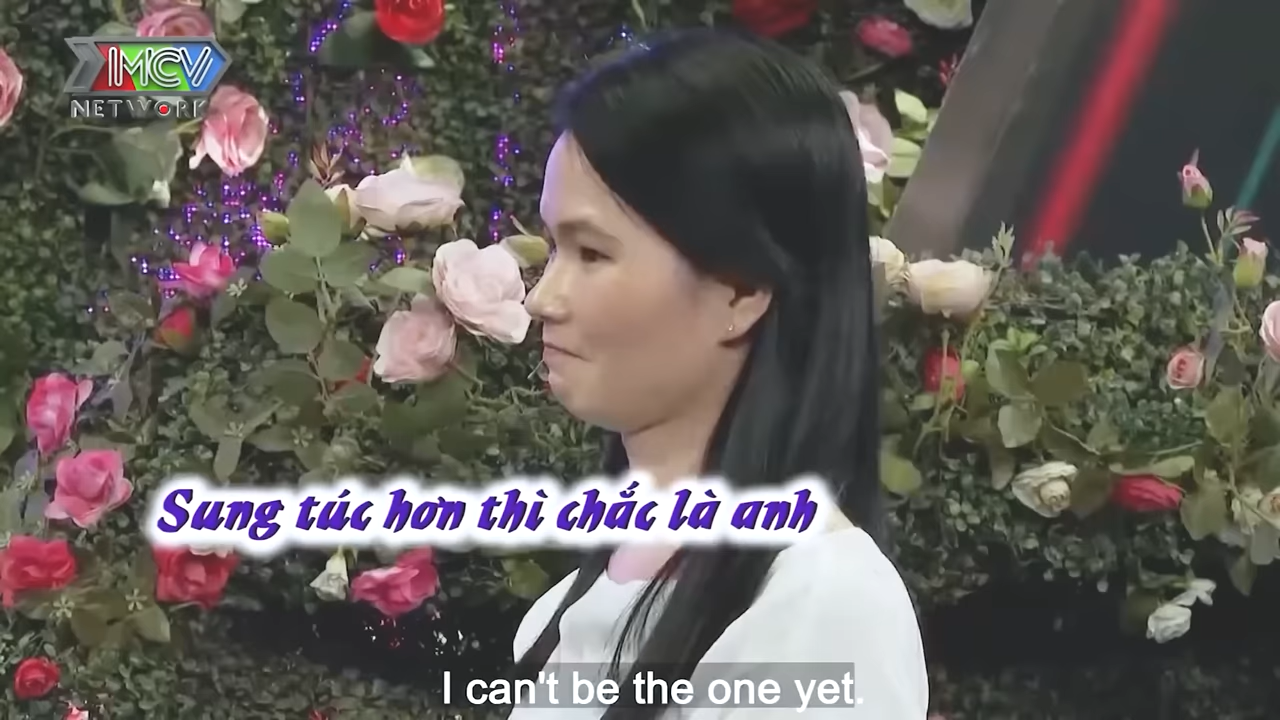 MCV
NETWORK
Sung túc hơn thì chắc là anh
I can't be the one yet.